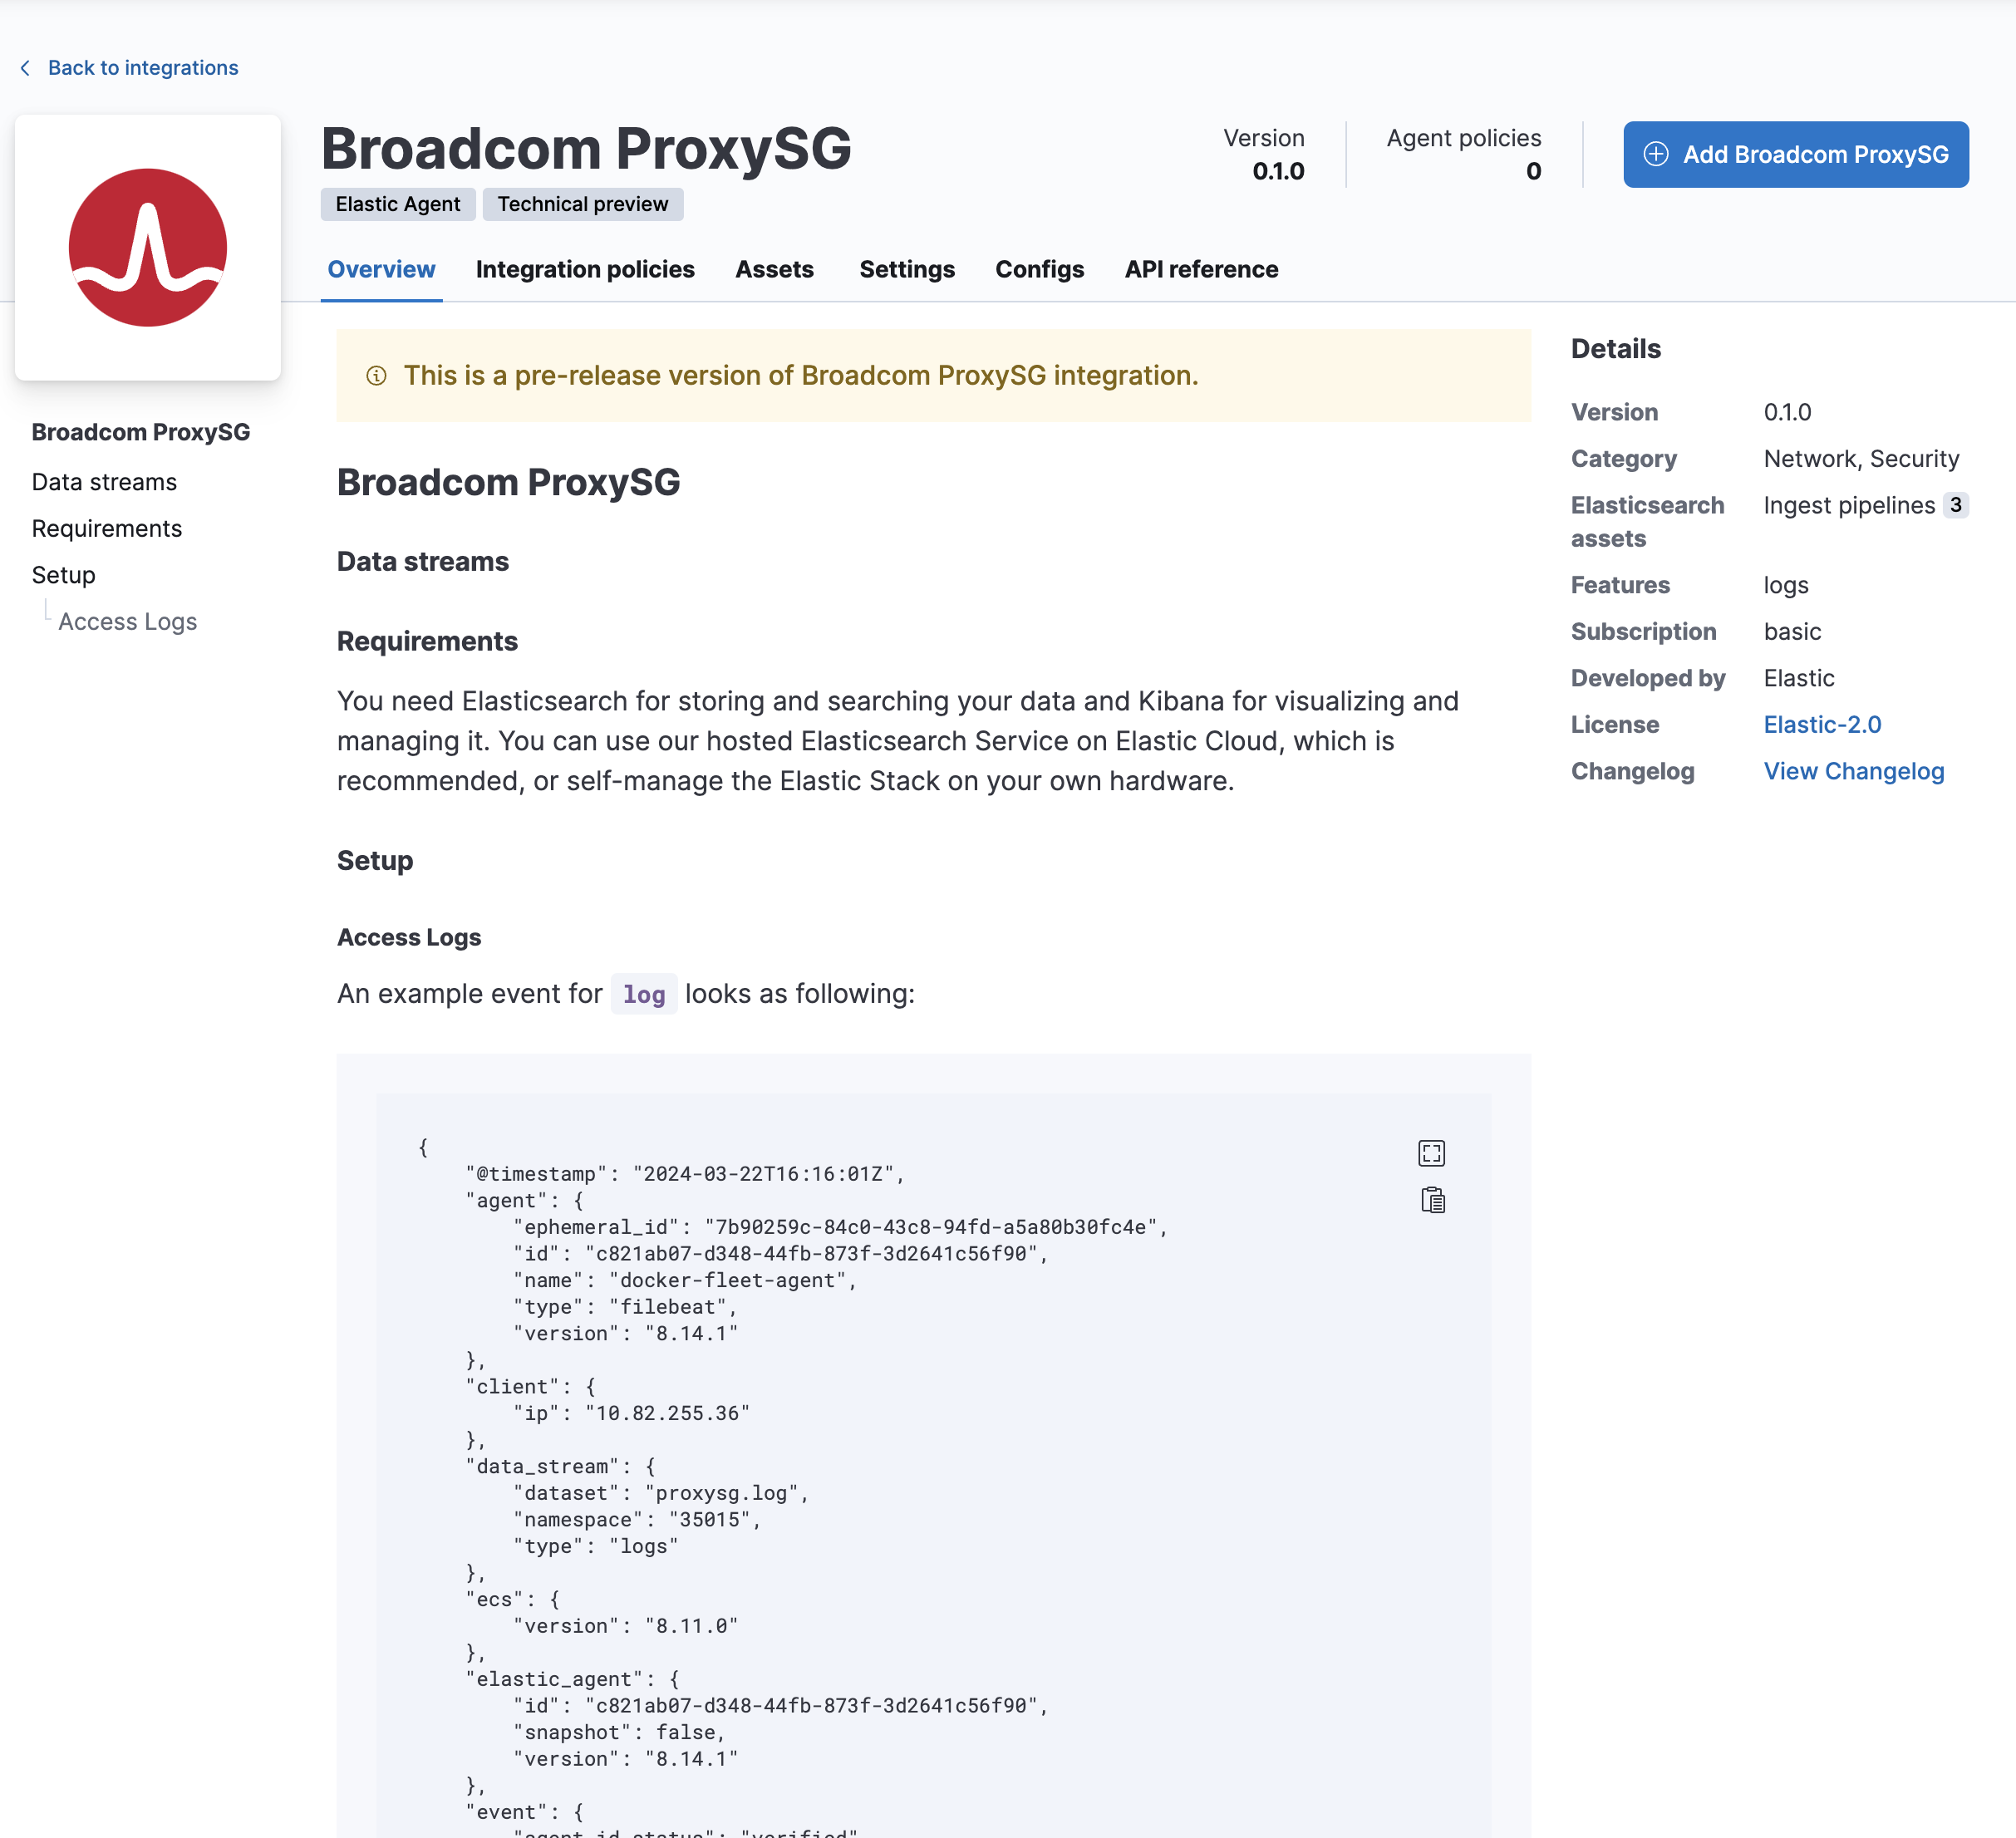 Back to integrations
Broadcom ProxySG
Elastic Agent
Technical preview
Version
0.1.0
Agent policies
0
Add Broadcom ProxySG
Overview
Integration policies
Assets
Settings
Configs
API reference
Broadcom ProxySG
Data streams
Requirements
Setup
Access Logs
This is a pre-release version of Broadcom ProxySG integration.
Broadcom ProxySG
Data streams
Requirements
You need Elasticsearch for storing and searching your data and Kibana for visualizing and
managing it. You can use our hosted Elasticsearch Service on Elastic Cloud, which is
recommended, or self-manage the Elastic Stack on your own hardware.
Setup
Access Logs
An example event for log looks as following:
{
"@timestamp": "2024-03-22T16:16:01Z",
"agent": {
"ephemeral_id": "7b90259c-84c0-43c8-94fd-a5a80b30fc4e",
"id": "c821ab07-d348-44fb-873f-3d2641c56f90",
"name": "docker-fleet-agent",
"type": "filebeat",
"version": "8.14.1"
},
"client": {
"ip": "10.82.255.36"
},
"data_stream": {
"dataset": "proxysg.log",
"namespace": "35015",
"type": "logs"
},
"ecs": {
"version": "8.11.0"
},
"elastic_agent": {
"id": "c821ab07-d348-44fb-873f-3d2641c56f90",
"snapshot": false,
"version": "8.14.1"
},
"event": {
"agent_id_status": "verified"
Details
Version 0.1.0
Category Network, Security
Elasticsearch assets Ingest pipelines 3
Features logs
Subscription basic
Developed by Elastic
License Elastic-2.0
Changelog View Changelog